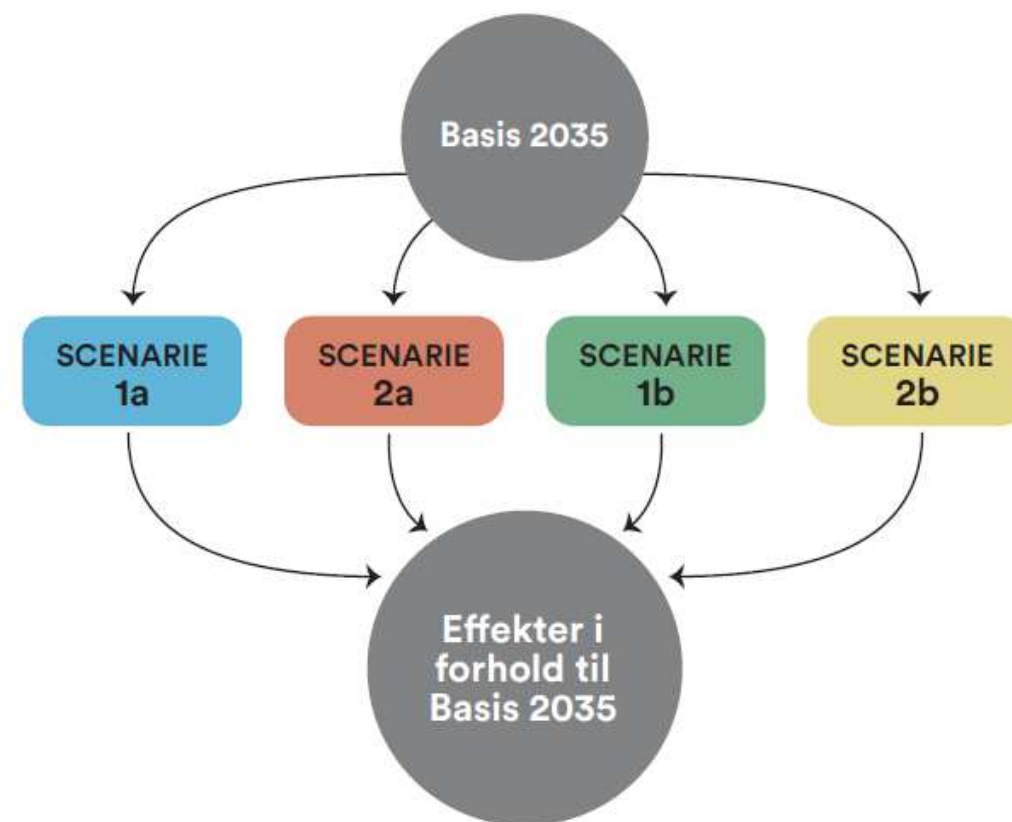 Basis 2035
SCENARIE
1a
SCENARIE
2a
SCENARIE
1b
SCENARIE
2b
Effekter i
forhold til
Basis 2035